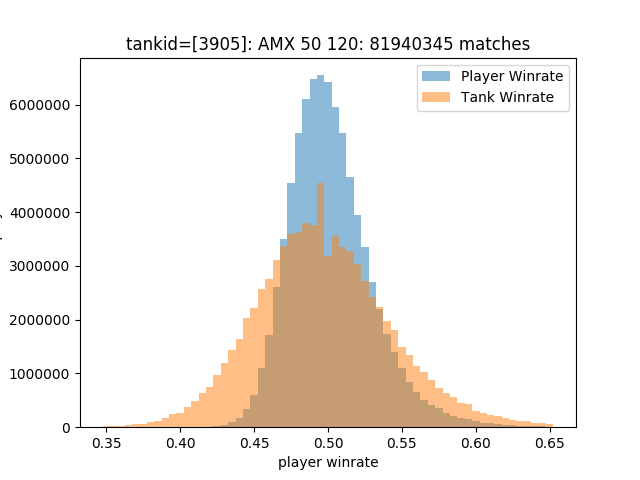 tankid=[3905]: AMX 50 120: 81940345 matches
Player Winrate
Tank Winrate
6000000
5000000
4000000
3000000
2000000
1000000
0
0.35 0.40 0.45 0.50 0.55 0.60 0.65
player winrate